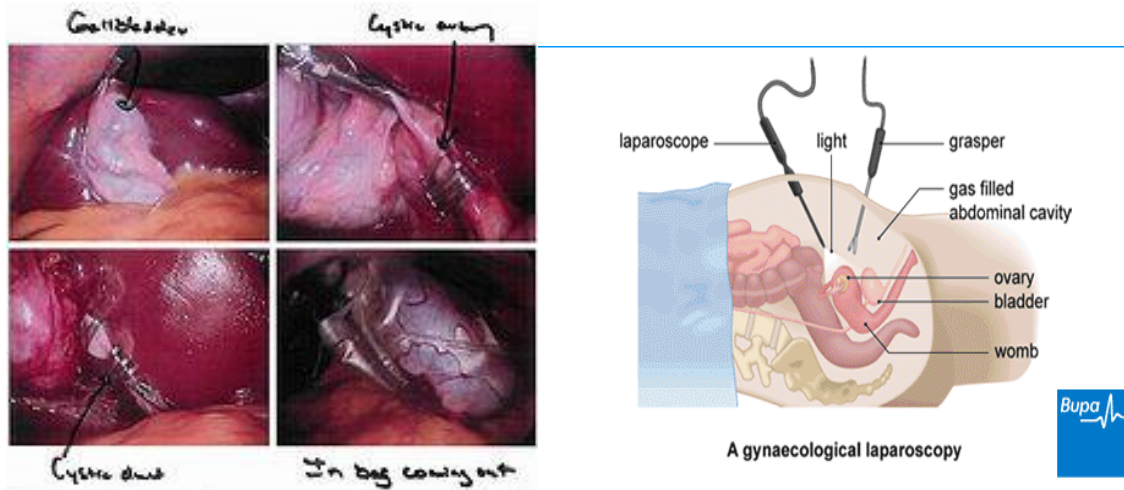 Gallbladder
Cystic artery
Cystic duct
In bag coming out
laparoscope
light
grasper
gas filled
abdominal cavity
ovary
bladder
womb
A gynaecological laparoscopy
Bupa